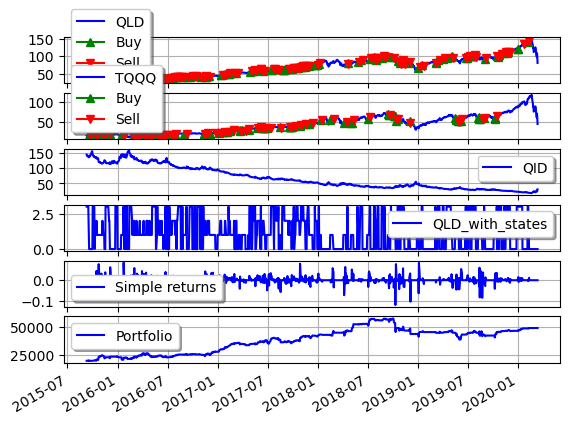 QLD
Buy
Sell
150
100
50
TQQQ
Buy
Sell
100
50
QID
150
100
50
QLD_with_states
2.5
0.0
Simple returns
0.0
−0.1
Portfolio
50000
25000
2015-07
2016-01
2016-07
2017-01
2017-07
2018-01
2018-07
2019-01
2019-07
2020-01